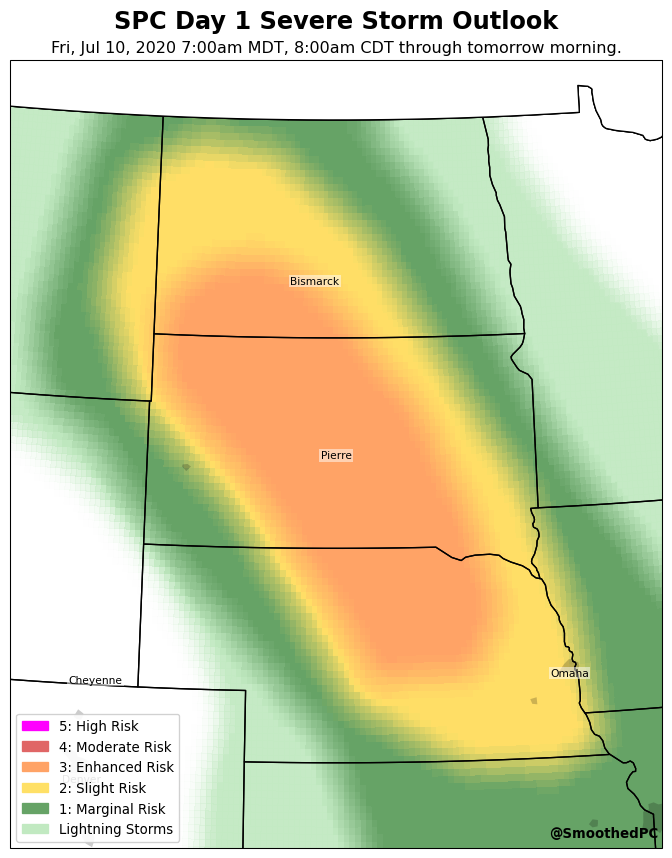 SPC Day 1 Severe Storm Outlook
Fri, Jul 10, 2020 7:00am MDT, 8:00am CDT through tomorrow morning.
Bismarck
Pierre
Omaha
Cheyenne
5: High Risk
4: Moderate Risk
3: Enhanced Risk
Denver
2: Slight Risk
1: Marginal Risk
Lightning Storms
@SmoothedPC